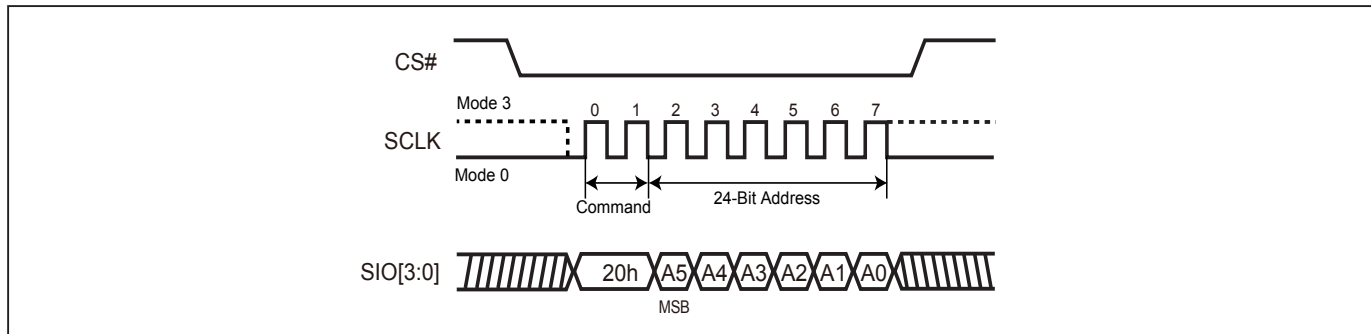 CS#
Mode 3
0 1 2 3 4 5 6 7
SCLK
Mode 0
Command
24-Bit Address
SIO[3:0]
20h A5 A4 A3 A2 A1 A0
MSB